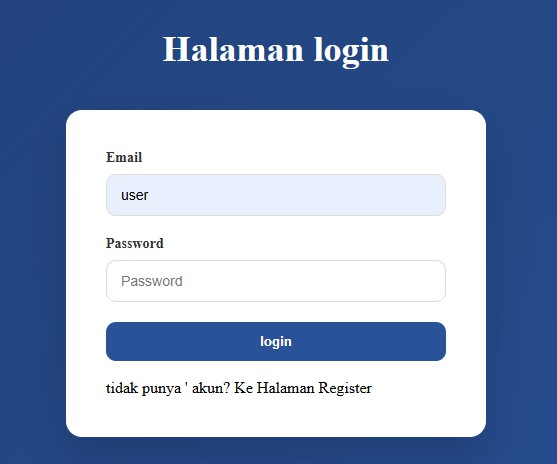 Halaman login
Email
user
Password
Password
login
tidak punya ' akun? Ke Halaman Register